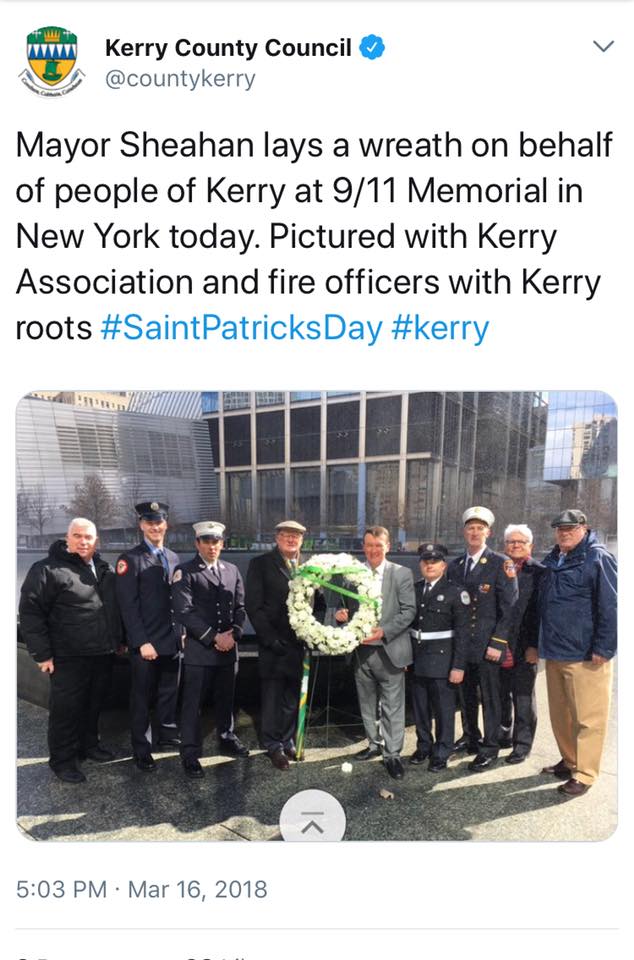 Kerry County Council
@countykerry
Mayor Sheahan lays a wreath on behalf
of people of Kerry at 9/11 Memorial in
New York today. Pictured with Kerry
Association and fire officers with Kerry
roots #SaintPatricksDay #kerry
5:03 PM · Mar 16, 2018